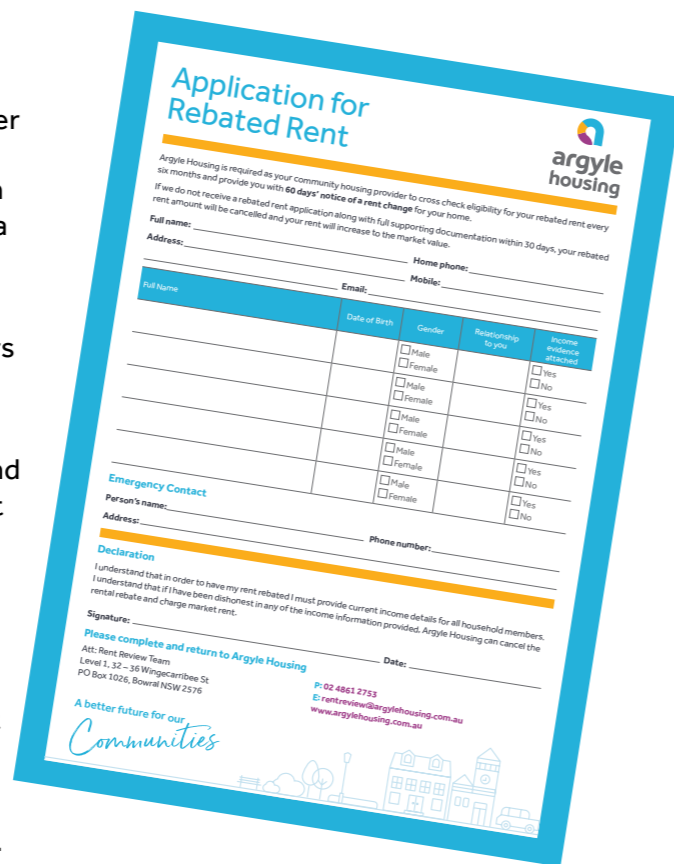 er
n
a
s
nd
t
Application for
Rebated Rent
argyle
housing
Argyle Housing is required as your community housing provider to cross check eligibility for your rebated rent every
six months and provide you with 60 days' notice of a rent change for your home.
If we do not receive a rebated rent application along with full supporting documentation within 30 days, your rebated
rent amount will be cancelled and your rent will increase to the market value.
Full name: Home phone:
Address: Mobile:
Email:
Full Name Date of Birth Gender Relationship
to you Income
evidence
attached
Male Yes
Female No
Male Yes
Female No
Male Yes
Female No
Male Yes
Female No
Male Yes
Female No
Emergency Contact
Person's name: Phone number:
Address:
Declaration
I understand that in order to have my rent rebated I must provide current income details for all household members.
I understand that if I have been dishonest in any of the income information provided, Argyle Housing can cancel the
rental rebate and charge market rent.
Signature: Date:
Please complete and return to Argyle Housing
Att: Rent Review Team
Level 1, 32 – 36 Wingecarribee St
PO Box 1026, Bowral NSW 2576
P: 02 4861 2753
E: rentreview@argylehousing.com.au
www.argylehousing.com.au
A better future for our
Communities